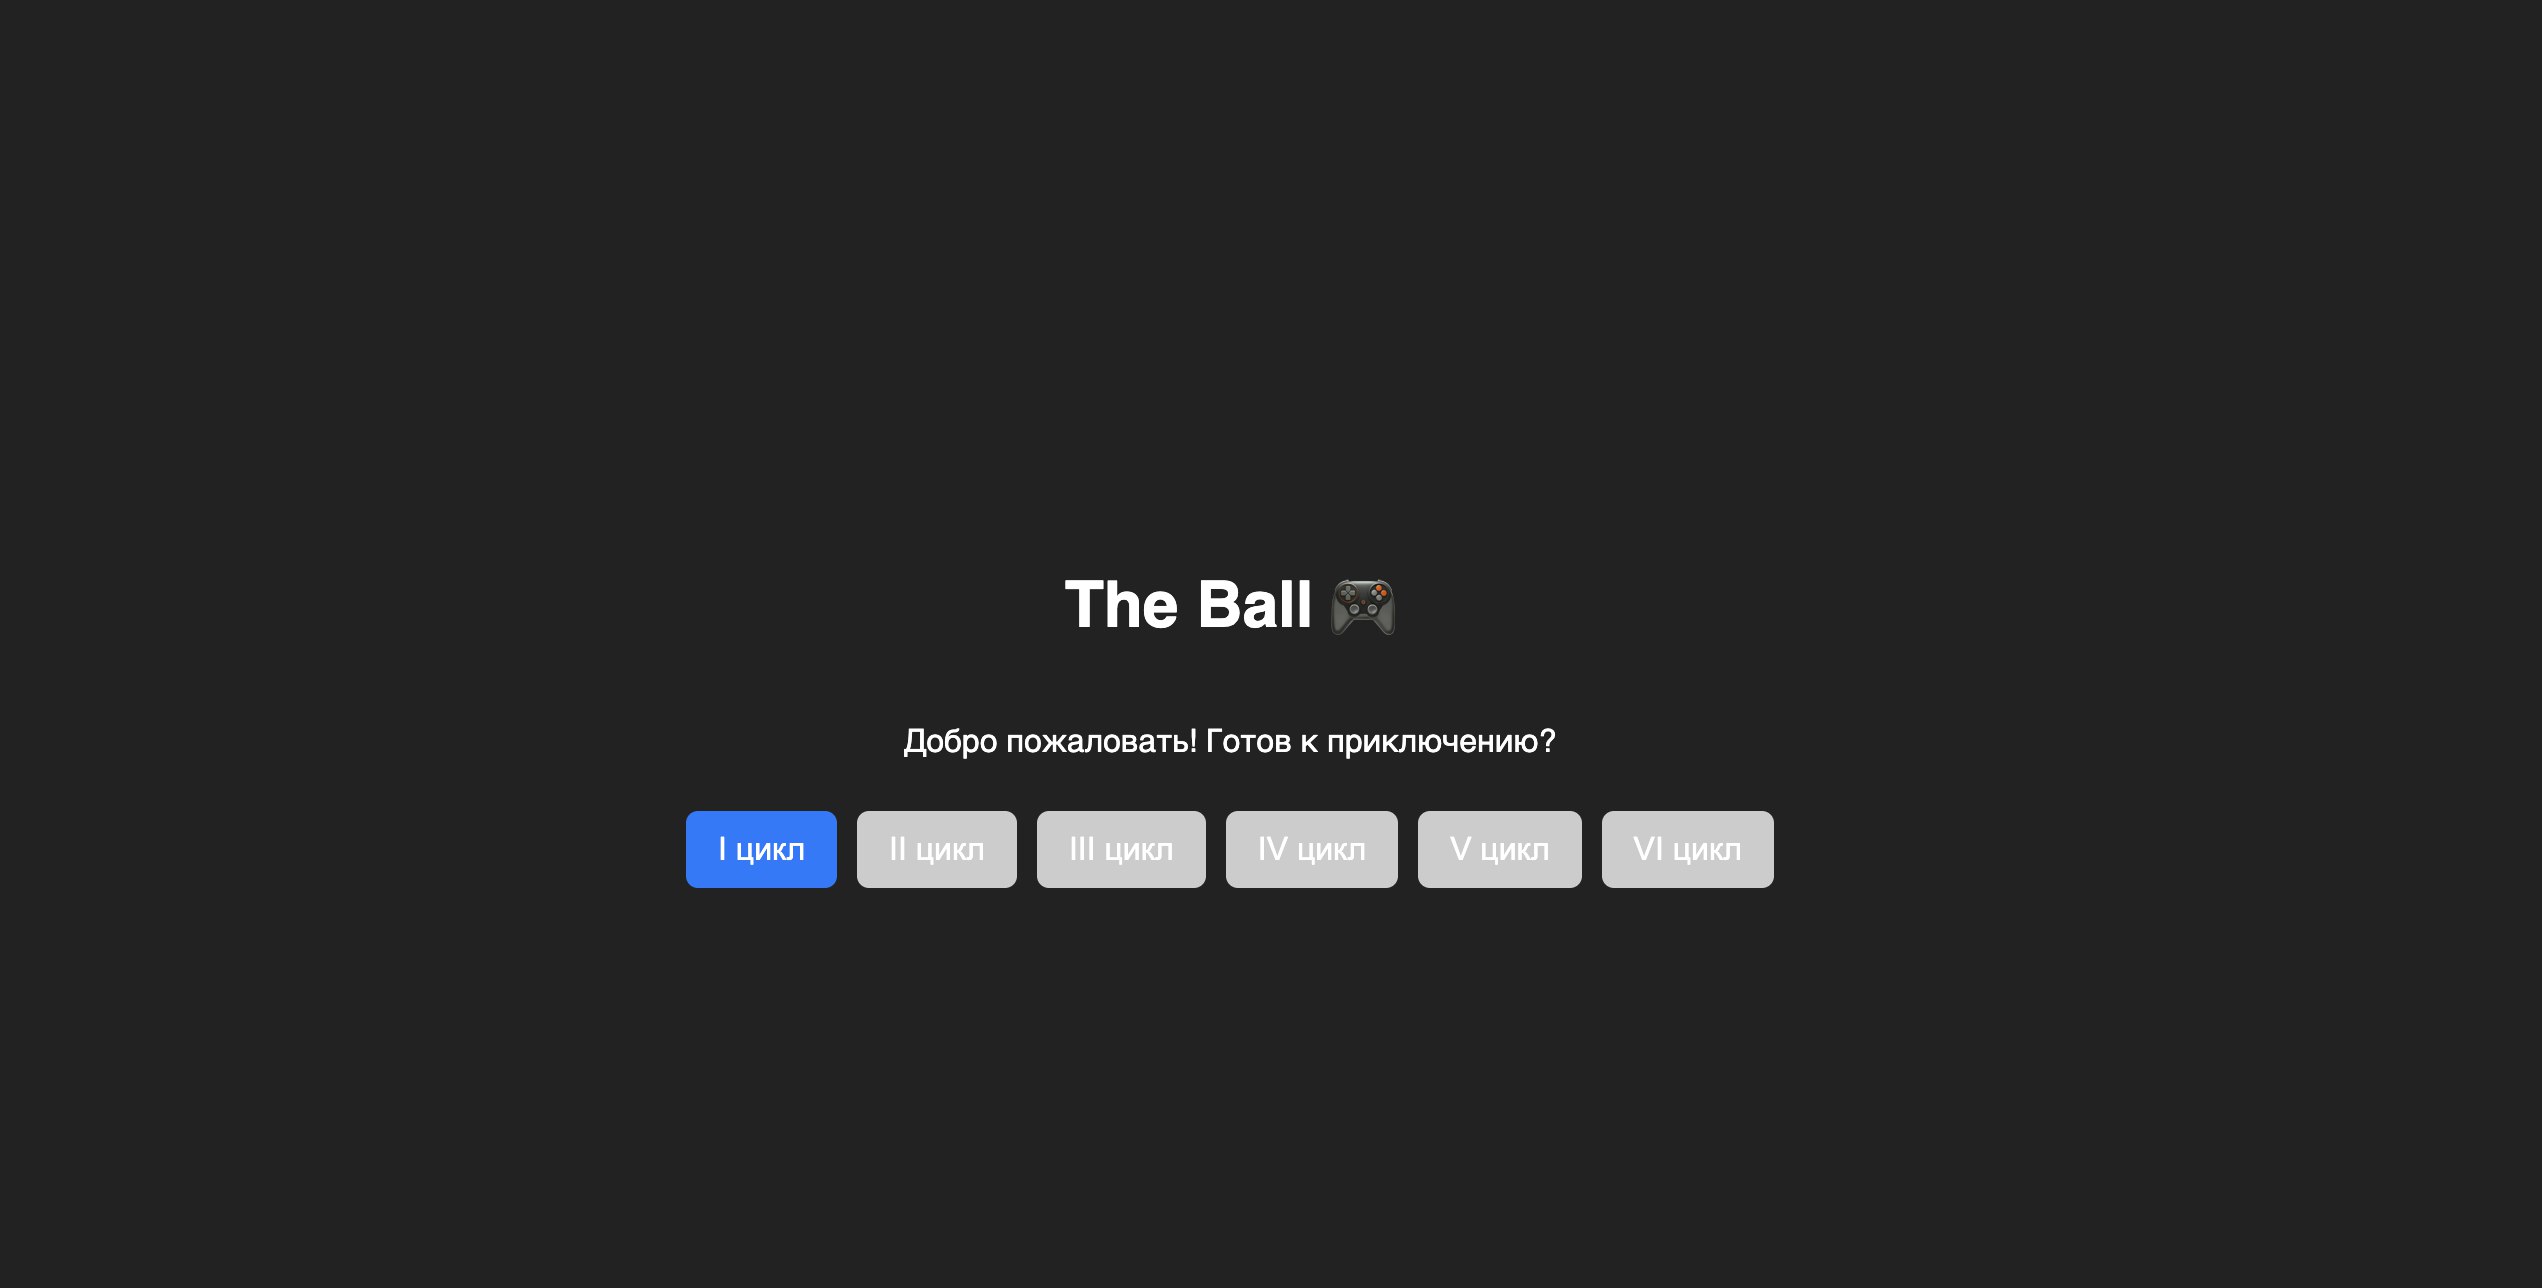 The Ball 🎮
Добро пожаловать! Готов к приключению?
I цикл II цикл III цикл IV цикл V цикл VI цикл